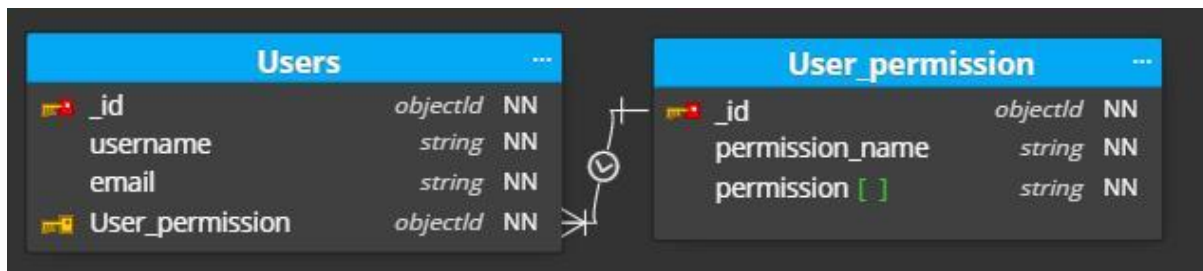 Users ...
_id objectId NN
username string NN
email string NN
User_permission objectId NN
User_permission ...
_id objectId NN
permission_name string NN
permission [ ] string NN